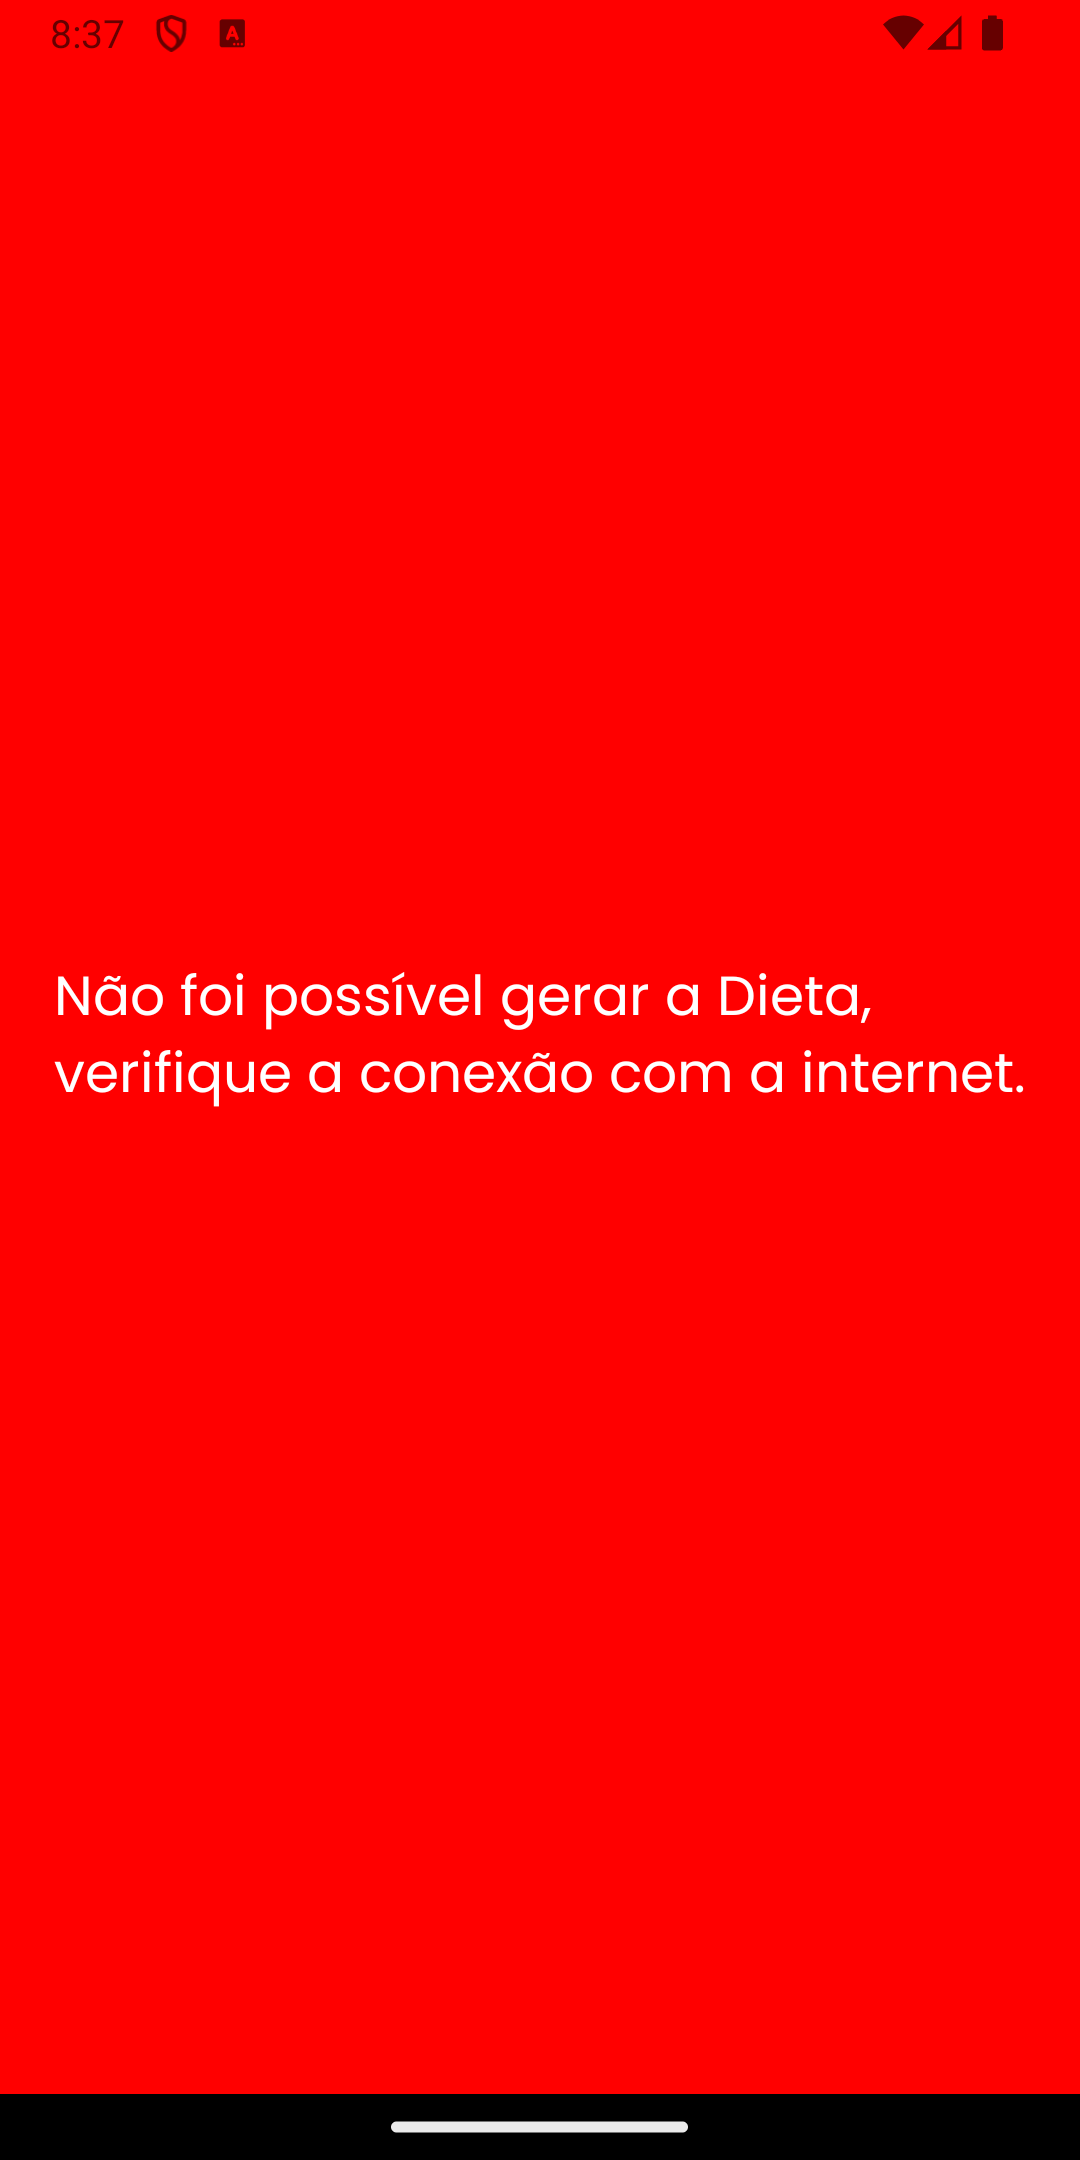 8:37
Não foi possível gerar a Dieta,
verifique a conexão com a internet.